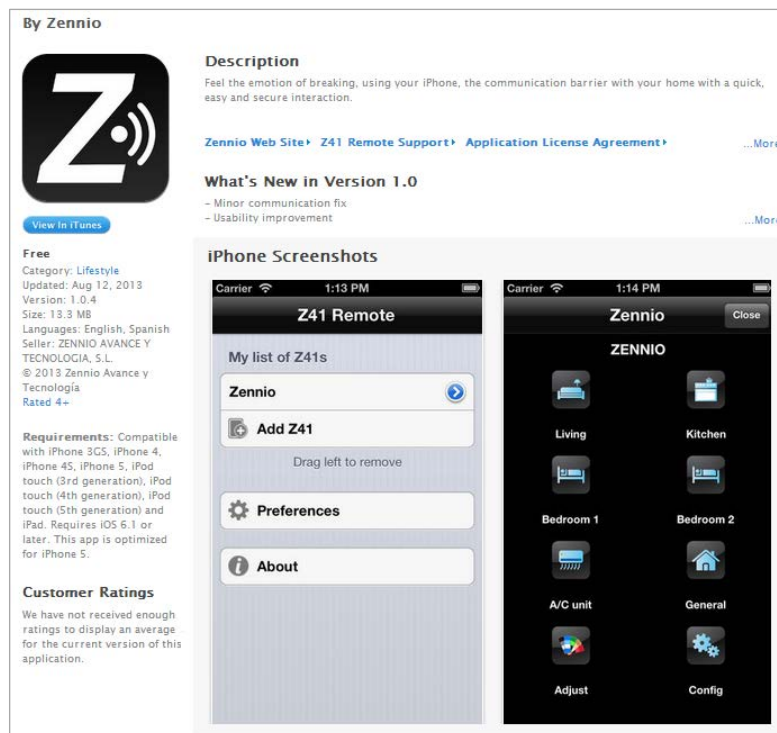 By Zennio
Z
View In iTunes
Free
Category: Lifestyle
Updated: Aug 12, 2013
Version: 1.0.4
Size: 13.3 MB
Languages: English, Spanish
Seller: ZENNIO AVANCE Y
TECNOLOGIA, S.L.
© 2013 Zennio Avance y
Tecnología
Rated 4+
Requirements: Compatible
with iPhone 3GS, iPhone 4,
iPhone 4S, iPhone 5, iPod
touch (3rd generation), iPod
touch (4th generation), iPod
touch (5th generation) and
iPad. Requires iOS 6.1 or
later. This app is optimized
for iPhone 5.
Customer Ratings
We have not received enough
ratings to display an average
for the current version of this
application.
Description
Feel the emotion of breaking, using your iPhone, the communication barrier with your home with a quick,
easy and secure interaction.
Zennio Web Site Z41 Remote Support Application License Agreement ...More
What's New in Version 1.0
– Minor communication fix
– Usability improvement
...More
iPhone Screenshots
Carrier 1:13 PM
Z41 Remote
My list of Z41s
Zennio
Add Z41
Drag left to remove
Preferences
About
Carrier 1:14 PM
Zennio Close
ZENNIO
Living Kitchen
Bedroom 1 Bedroom 2
A/C unit General
Adjust Config